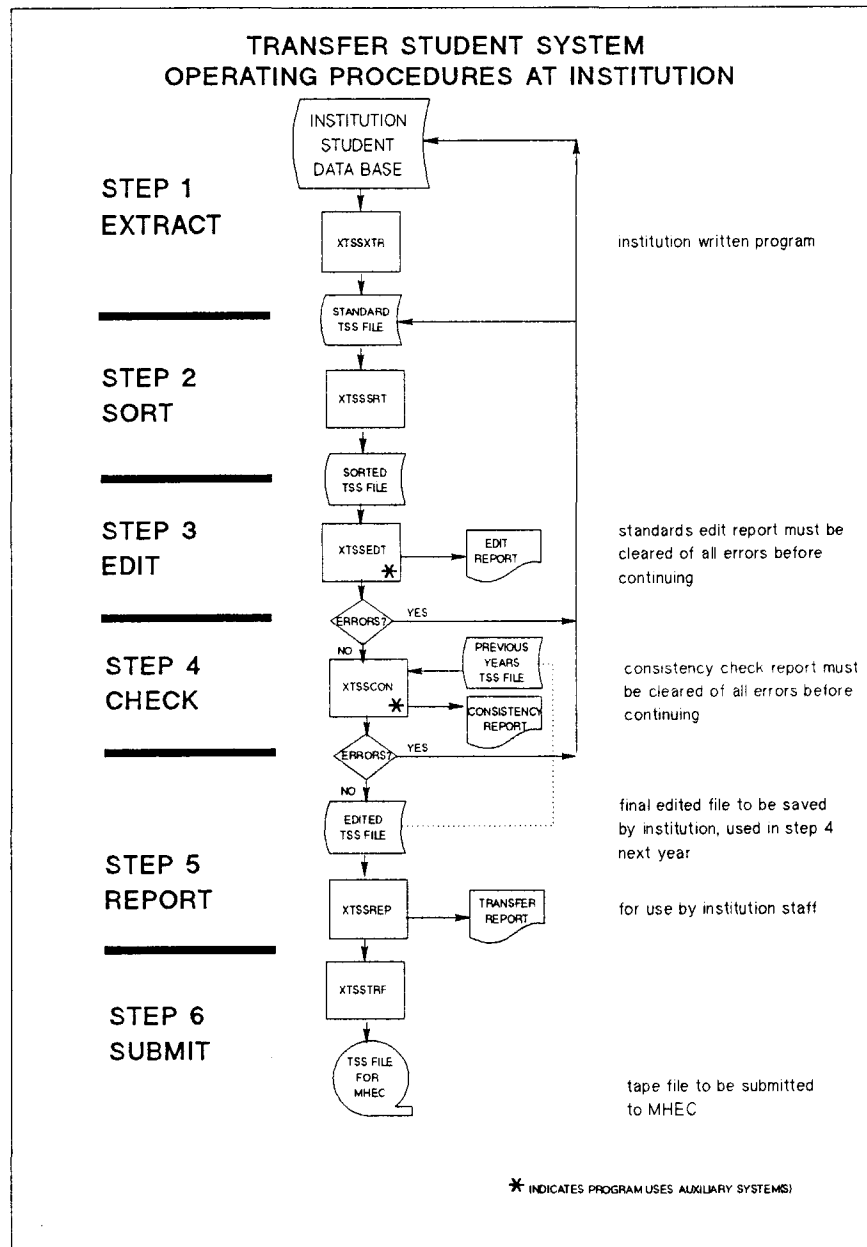 TRANSFER STUDENT SYSTEM
OPERATING PROCEDURES AT INSTITUTION
INSTITUTION
STUDENT
DATA BASE
STEP 1
EXTRACT
XTSSXTR
institution written program
STANDARD
TSS FILE
STEP 2
SORT
XTSSSRT
SORTED
TSS FILE
STEP 3
EDIT
XTSSEDT
*
EDIT
REPORT
standards edit report must be
cleared of all errors before
continuing
ERRORS?
YES
NO
STEP 4
CHECK
XTSSCON
*
PREVIOUS
YEARS
TSS FILE
CONSISTENCY
REPORT
consistency check report must
be cleared of all errors before
continuing
ERRORS?
YES
NO
EDITED
TSS FILE
final edited file to be saved
by institution, used in step 4
next year
STEP 5
REPORT
XTSSREP
TRANSFER
REPORT
for use by institution staff
STEP 6
SUBMIT
XTSSTRF
TSS FILE
FOR
MHEC
tape file to be submitted
to MHEC
* INDICATES PROGRAM USES AUXILIARY SYSTEM(S)